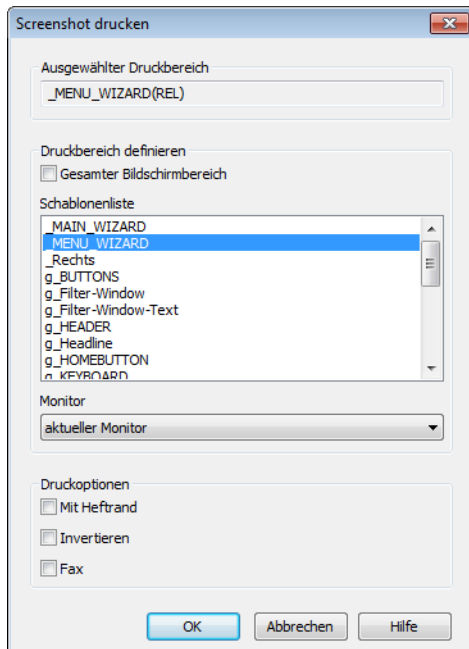 Screenshot drucken
Ausgewählter Druckbereich
_MENU_WIZARD(REL)
Druckbereich definieren
Gesamter Bildschirmbereich
Schablonenliste
_MAIN_WIZARD
_MENU_WIZARD
_Rechts
g_BUTTONS
g_Filter-Window
g_Filter-Window-Text
g_HEADER
g_Headline
g_HOMEBUTTON
g_KEYBOARD
Monitor
aktueller Monitor
Druckoptionen
Mit Heftrand
Invertieren
Fax
OK Abbrechen Hilfe